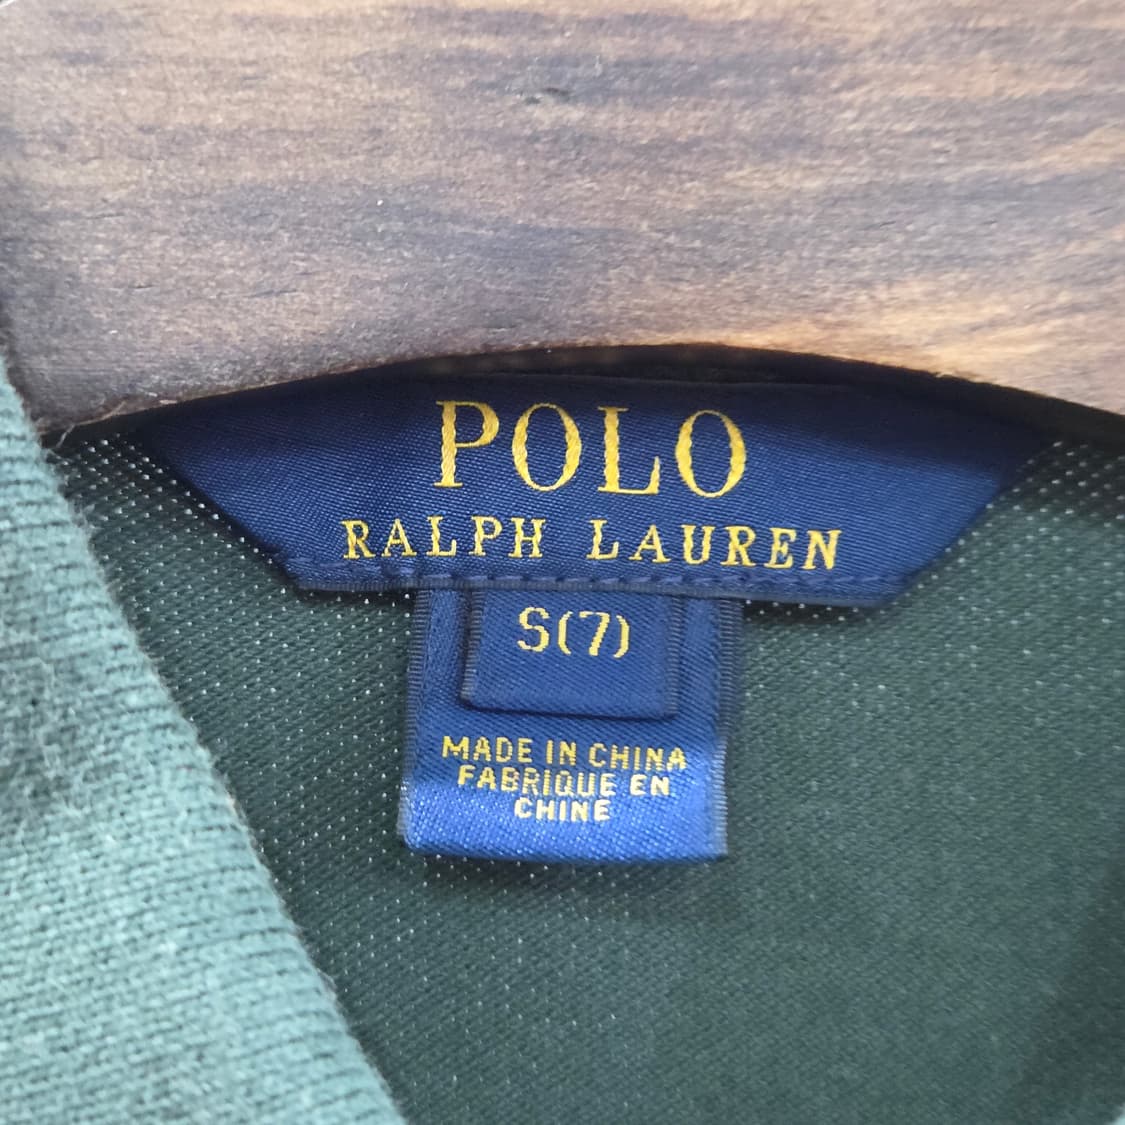 POLO
RALPH LAUREN
S(7)
MADE IN CHINA
FABRIQUE EN
CHINE